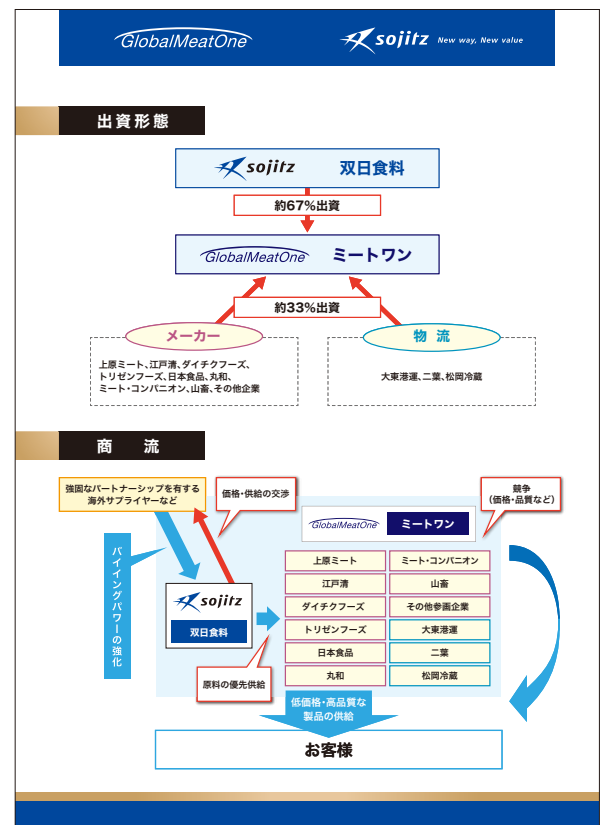 GlobalMeatOne
sojitz New way, New value
出資形態
sojitz 双日食料
約67%出資
GlobalMeatOne ミートワン
約33%出資
メーカー
上原ミート、江戸清、ダイチクフーズ、
トリゼンフーズ、日本食品、丸和、
ミート・コンパニオン、山畜、その他企業
物流
大東港運、二葉、松岡冷蔵
商流
強固なパートナーシップを有する
海外サプライヤーなど
価格・供給の交渉
競争
(価格・品質など)
GlobalMeatOne ミートワン
バイイングパワーの強化
sojitz
双日食料
上原ミート
ミート・コンパニオン
江戸清
山畜
ダイチクフーズ
その他参画企業
トリゼンフーズ
大東港運
日本食品
二葉
丸和
松岡冷蔵
原料の優先供給
低価格・高品質な
製品の供給
お客様